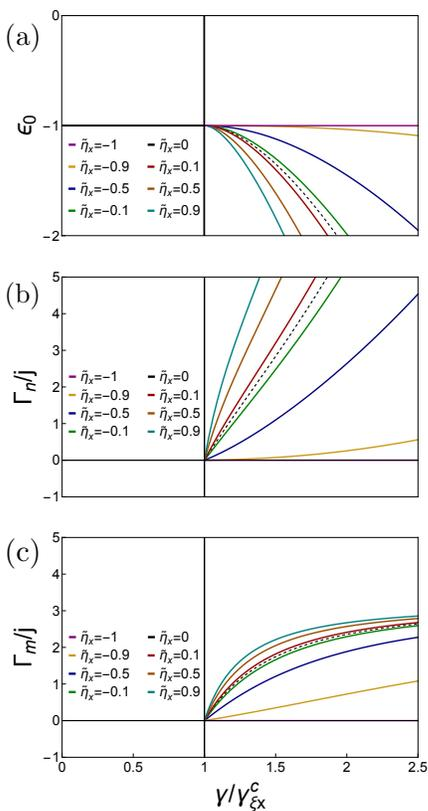 (a)
0
-1
-2
ϵ₀
η̃ₓ=-1 η̃ₓ=0
η̃ₓ=-0.9 η̃ₓ=0.1
η̃ₓ=-0.5 η̃ₓ=0.5
η̃ₓ=-0.1 η̃ₓ=0.9
(b)
5
4
3
2
1
0
-1
Γₙ/j
η̃ₓ=-1 η̃ₓ=0
η̃ₓ=-0.9 η̃ₓ=0.1
η̃ₓ=-0.5 η̃ₓ=0.5
η̃ₓ=-0.1 η̃ₓ=0.9
(c)
5
4
3
2
1
0
-1
Γₘ/j
η̃ₓ=-1 η̃ₓ=0
η̃ₓ=-0.9 η̃ₓ=0.1
η̃ₓ=-0.5 η̃ₓ=0.5
η̃ₓ=-0.1 η̃ₓ=0.9
0 0.5 1 1.5 2 2.5
γ/γ^c_ξx